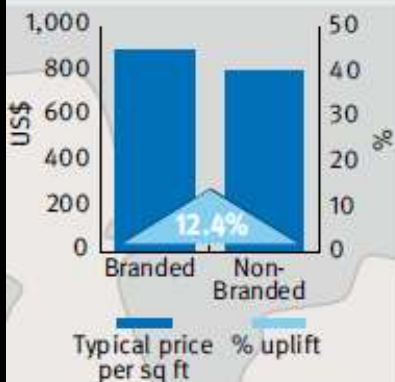 1,000
800
600
400
200
0
US$
50
40
30
20
10
0
%
12.4%
Branded
Non-
Branded
Typical price
per sq ft
% uplift